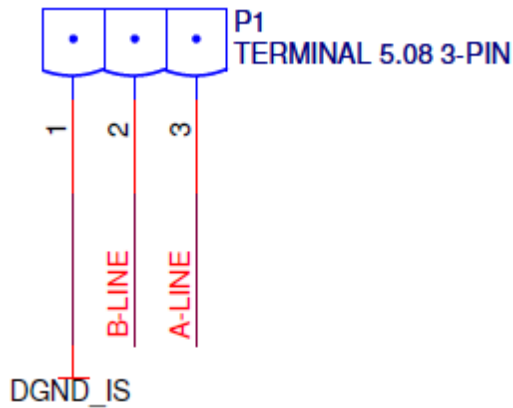 P1
TERMINAL 5.08 3-PIN
1
2
3
B-LINE
A-LINE
DGND_IS